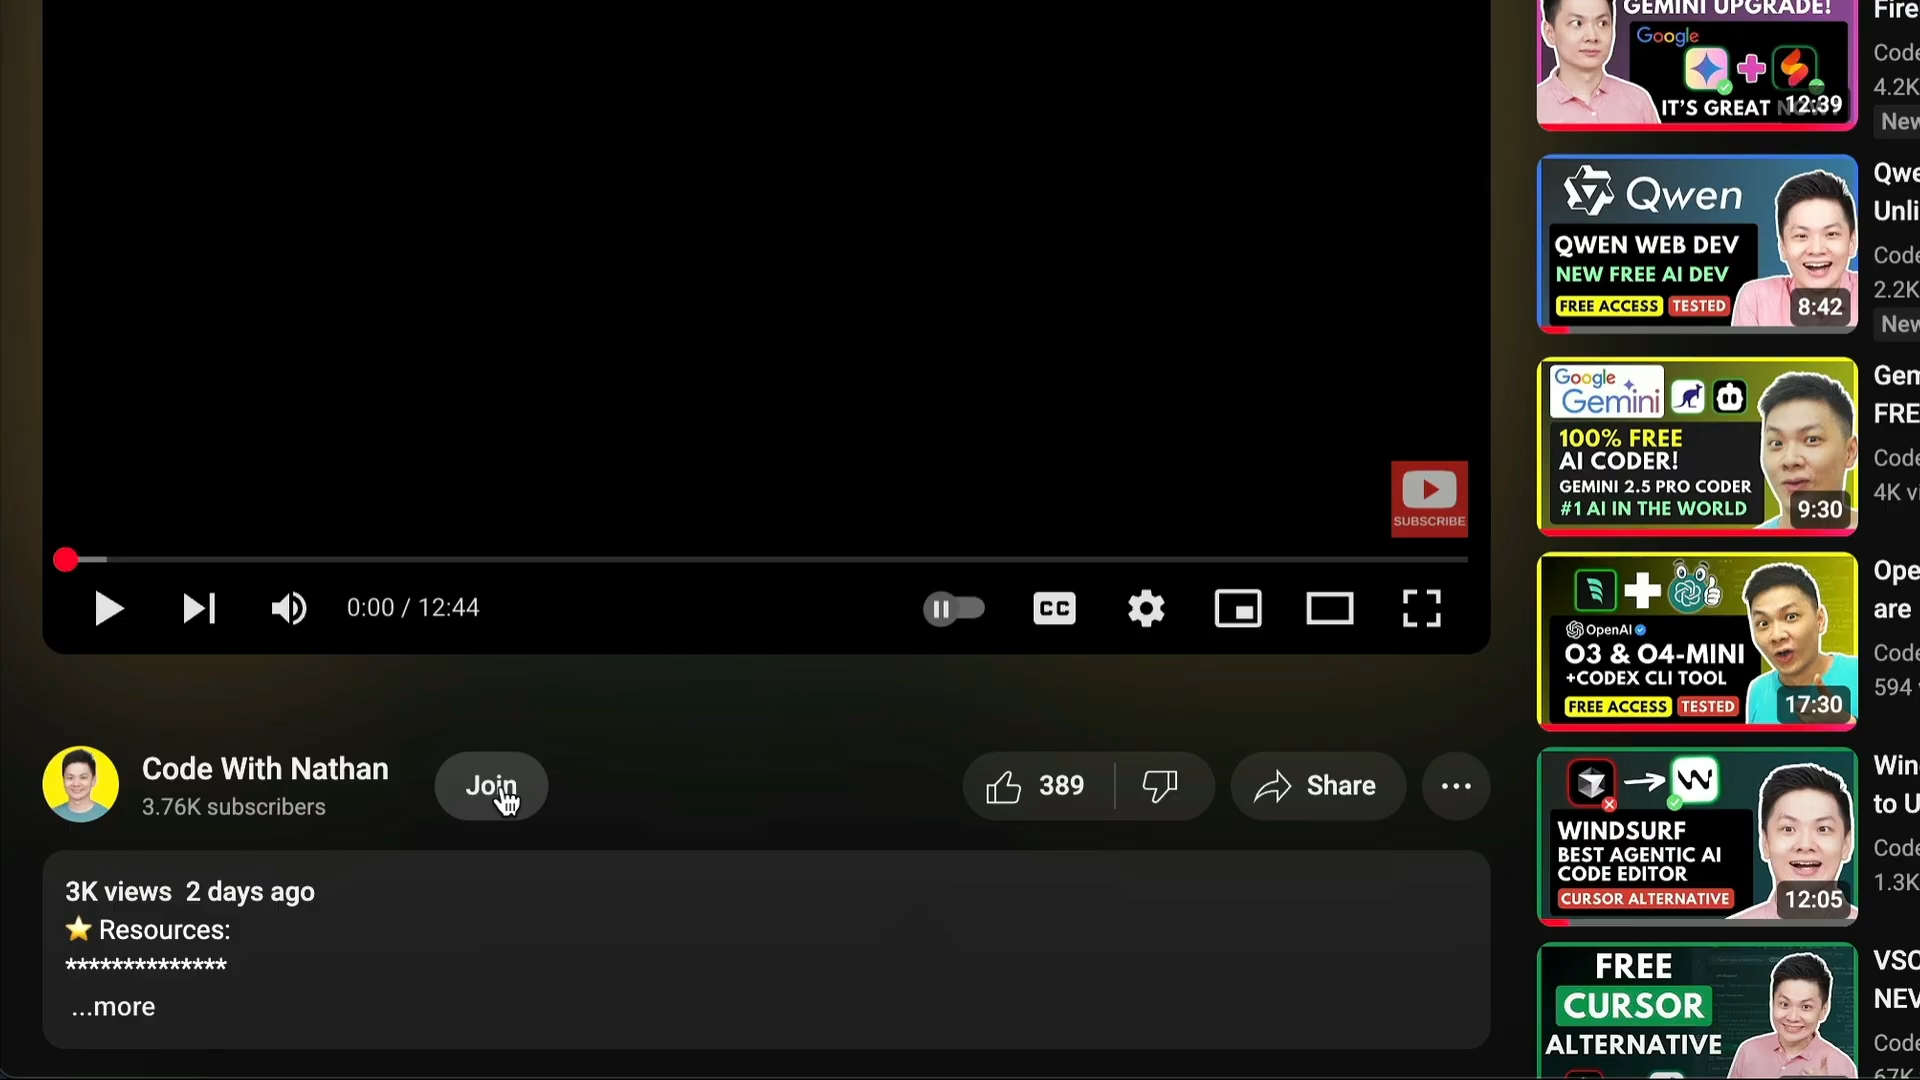 SUBSCRIBE
0:00 / 12:44
CC
Code With Nathan
3.76K subscribers
Join
389
Share
3K views 2 days ago
⭐ Resources:
**************
...more
GEMINI UPGRADE!
Google
IT'S GREAT
12:39
Fire
Code
4.2K
New
Qwen
QWEN WEB DEV
NEW FREE AI DEV
FREE ACCESS TESTED
8:42
Qwe
Unli
Code
2.2K
New
Google
Gemini
100% FREE
AI CODER!
GEMINI 2.5 PRO CODER
#1 AI IN THE WORLD
9:30
Gem
FRE
Code
4K vi
OpenAI
O3 & O4-MINI
+CODEX CLI TOOL
FREE ACCESS TESTED
17:30
Ope
are
Code
594
WINDSURF
BEST AGENTIC AI
CODE EDITOR
CURSOR ALTERNATIVE
12:05
Win
to U
Code
1.3K
FREE
CURSOR
ALTERNATIVE
VSC
NEV
Code
67K